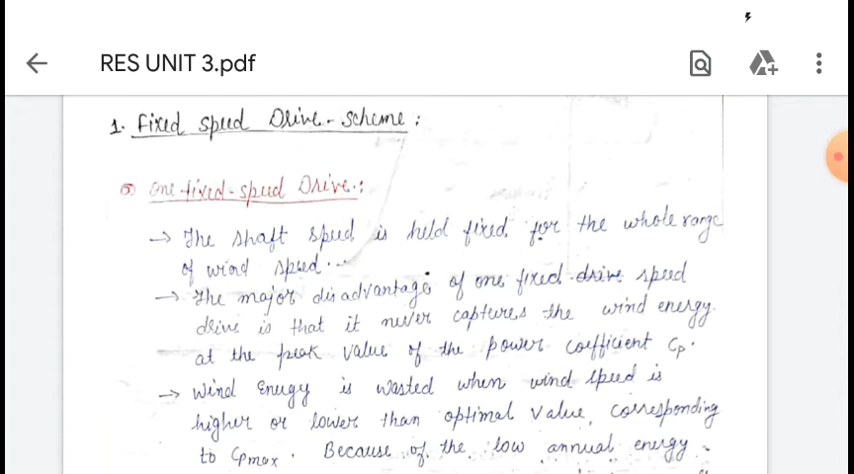 RES UNIT 3.pdf
1. Fixed speed Drive - scheme :
One fixed - speed Drive :
→ The shaft speed is held fixed for the whole range
of wind speed.
→ The major disadvantage of one fixed-drive speed
drive is that it never captures the wind energy
at the peak value of the power coefficient Cp.
→ Wind Energy is wasted when wind speed is
higher or lower than optimal value, corresponding
to Cpmax. Because of the low annual energy